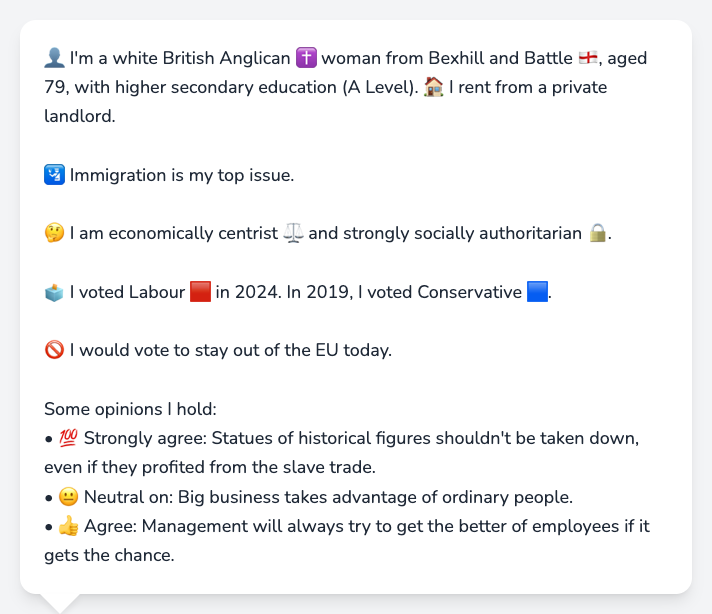 👤 I'm a white British Anglican ✝️ woman from Bexhill and Battle 🏴󠁧󠁢󠁥󠁮󠁧󠁿, aged
79, with higher secondary education (A Level). 🏠 I rent from a private
landlord.
🛂 Immigration is my top issue.
🤔 I am economically centrist ⚖️ and strongly socially authoritarian 🔒.
🗳️ I voted Labour 🟥 in 2024. In 2019, I voted Conservative 🟦.
🚫 I would vote to stay out of the EU today.
Some opinions I hold:
• 💯 Strongly agree: Statues of historical figures shouldn't be taken down,
even if they profited from the slave trade.
• 😐 Neutral on: Big business takes advantage of ordinary people.
• 👍 Agree: Management will always try to get the better of employees if it
gets the chance.